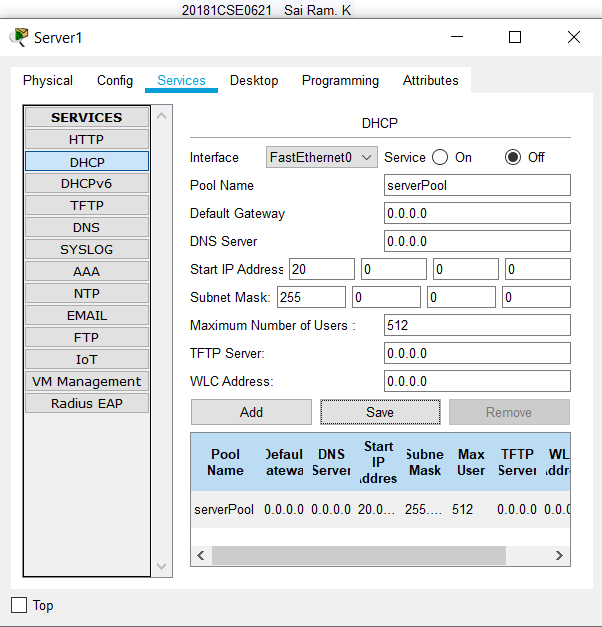 20181CSE0621 Sai Ram. K
Server1
Physical Config Services Desktop Programming Attributes
SERVICES
HTTP
DHCP
DHCPv6
TFTP
DNS
SYSLOG
AAA
NTP
EMAIL
FTP
IoT
VM Management
Radius EAP
DHCP
Interface FastEthernet0 Service On Off
Pool Name serverPool
Default Gateway 0.0.0.0
DNS Server 0.0.0.0
Start IP Address 20 0 0 0
Subnet Mask: 255 0 0 0
Maximum Number of Users : 512
TFTP Server: 0.0.0.0
WLC Address: 0.0.0.0
Add Save Remove
Pool Name Defaul Gatewa DNS Server Start IP Addres Subne Mask Max User TFTP Server WL Addre
serverPool 0.0.0.0 0.0.0.0 20.0... 255.... 512 0.0.0.0 0.0.0
Top